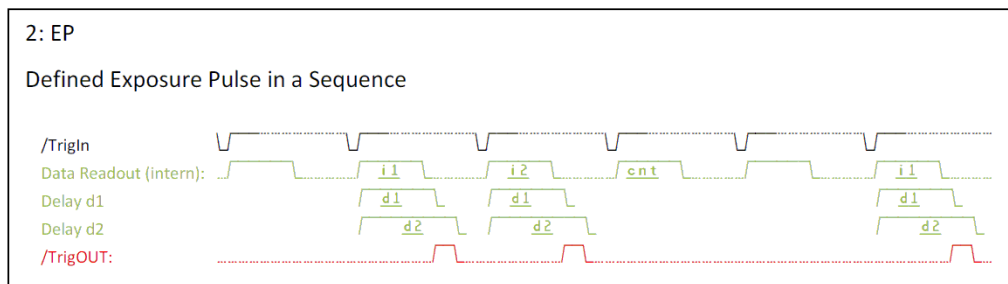 2: EP
Defined Exposure Pulse in a Sequence
/TrigIn
Data Readout (intern): i1 i2 cnt i1
Delay d1 d1 d1 d1
Delay d2 d2 d2 d2
/TrigOUT: